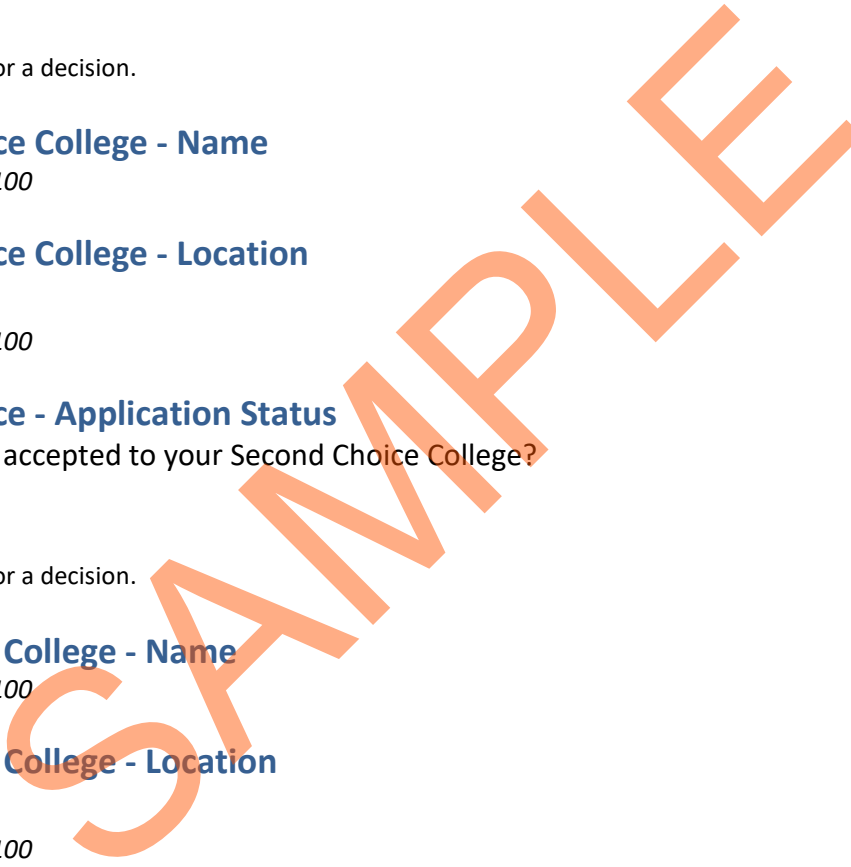 or a decision.
ce College - Name
100
ce College - Location
100
ce - Application Status
accepted to your Second Choice College?
or a decision.
College - Name
100
College - Location
100
SAMPLE